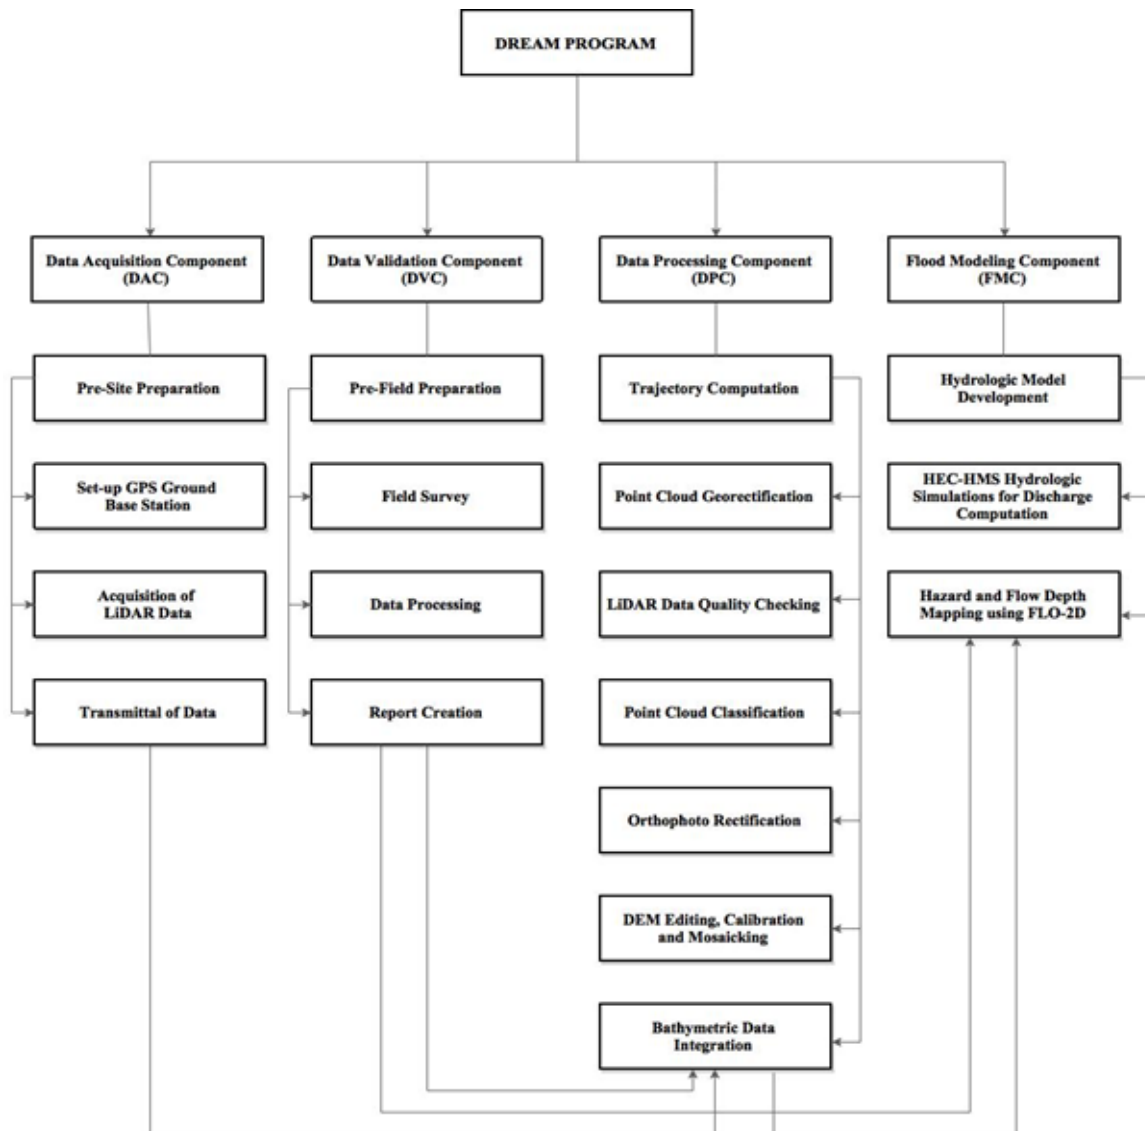 DREAM PROGRAM
Data Acquisition Component
(DAC)
Data Validation Component
(DVC)
Data Processing Component
(DPC)
Flood Modeling Component
(FMC)
Pre-Site Preparation
Pre-Field Preparation
Trajectory Computation
Hydrologic Model
Development
Set-up GPS Ground
Base Station
Field Survey
Point Cloud Georectification
HEC-HMS Hydrologic
Simulations for Discharge
Computation
Acquisition of
LiDAR Data
Data Processing
LiDAR Data Quality Checking
Hazard and Flow Depth
Mapping using FLO-2D
Transmittal of Data
Report Creation
Point Cloud Classification
Orthophoto Rectification
DEM Editing, Calibration
and Mosaicking
Bathymetric Data
Integration